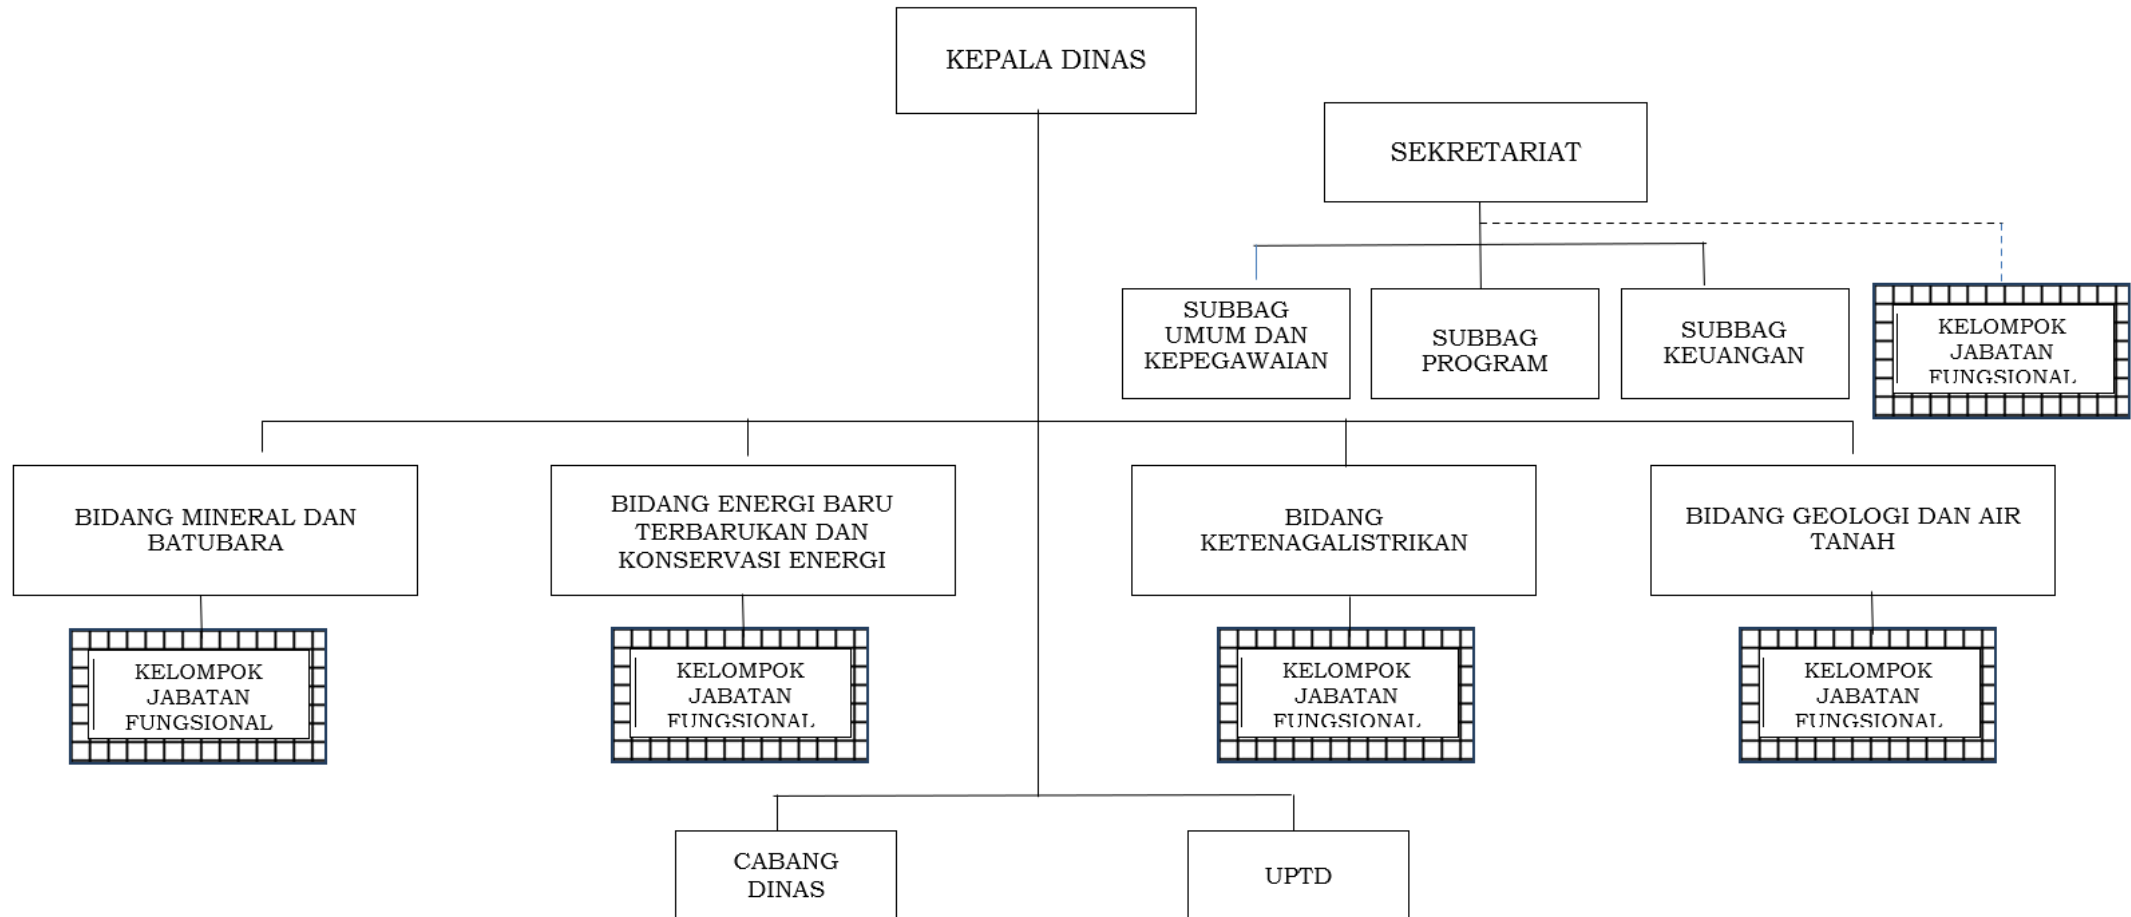 KEPALA DINAS
SEKRETARIAT
SUBBAG
UMUM DAN
KEPEGAWAIAN
SUBBAG
PROGRAM
SUBBAG
KEUANGAN
KELOMPOK
JABATAN
FUNGSIONAL
BIDANG MINERAL DAN
BATUBARA
BIDANG ENERGI BARU
TERBARUKAN DAN
KONSERVASI ENERGI
BIDANG
KETENAGALISTRIKAN
BIDANG GEOLOGI DAN AIR
TANAH
KELOMPOK
JABATAN
FUNGSIONAL
KELOMPOK
JABATAN
FUNGSIONAL
KELOMPOK
JABATAN
FUNGSIONAL
KELOMPOK
JABATAN
FUNGSIONAL
CABANG
DINAS
UPTD